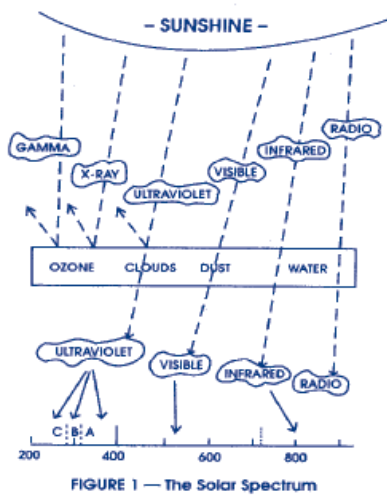 – SUNSHINE –
GAMMA
X-RAY
ULTRAVIOLET
VISIBLE
INFRARED
RADIO
OZONE CLOUDS DUST WATER
ULTRAVIOLET
VISIBLE
INFRARED
RADIO
C B A
200 400 600 800
FIGURE 1 — The Solar Spectrum